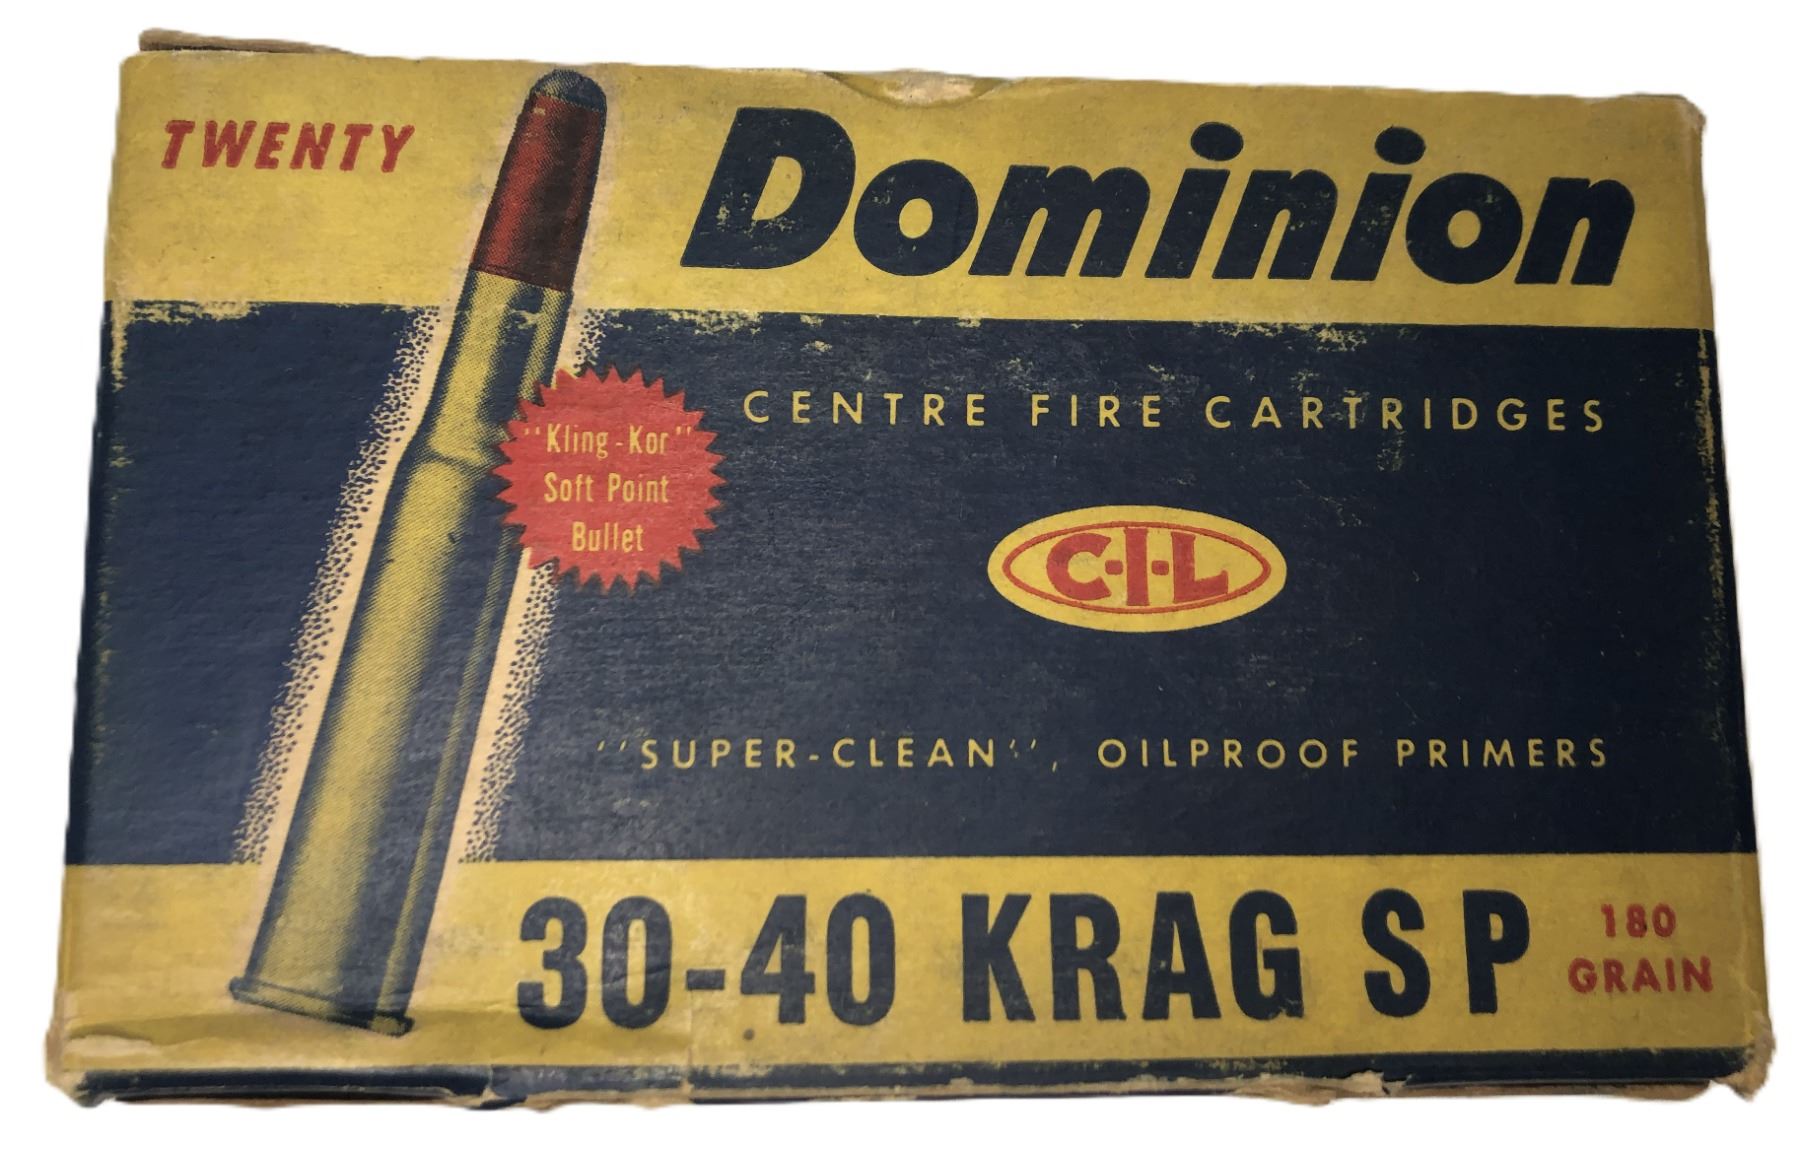 TWENTY
Dominion
CENTRE FIRE CARTRIDGES
"Kling-Kor"
Soft Point
Bullet
C-I-L
"SUPER-CLEAN", OILPROOF PRIMERS
30-40 KRAG SP
180
GRAIN